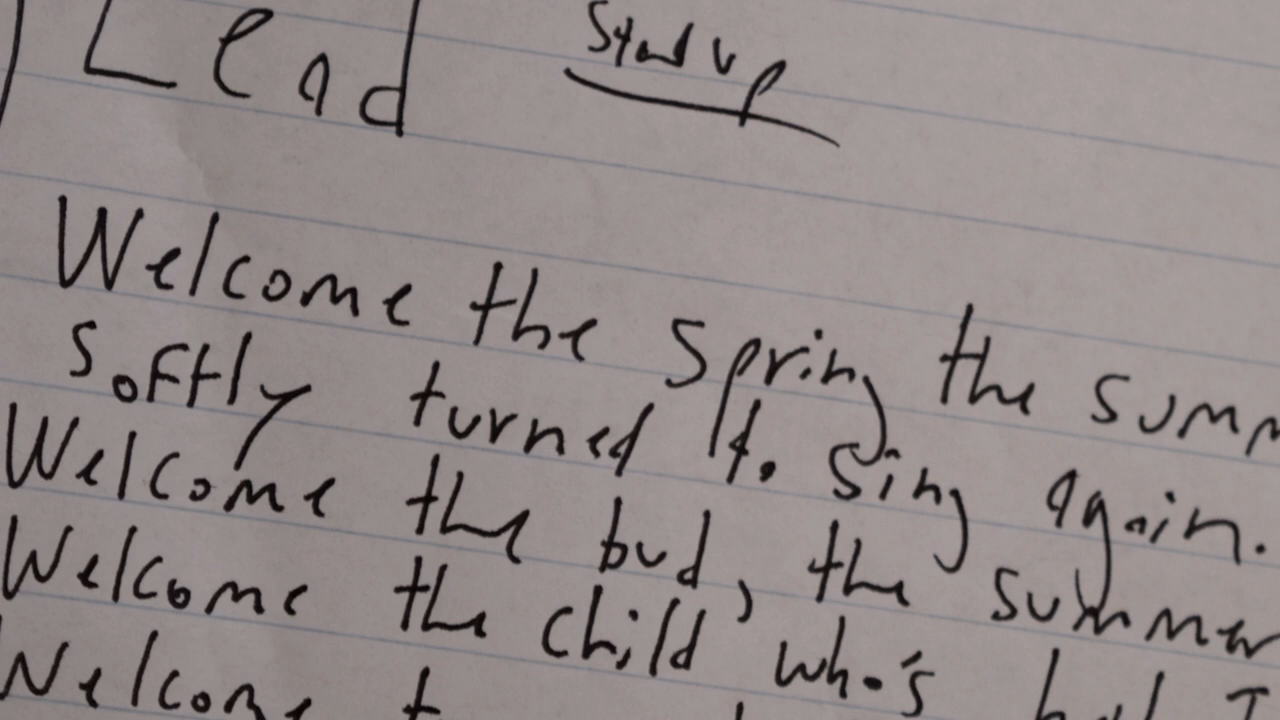 Lead Stand up
Welcome the spring the summ
softly turned to sing again.
Welcome the bud, the summer
Welcome the child who's
Welcome